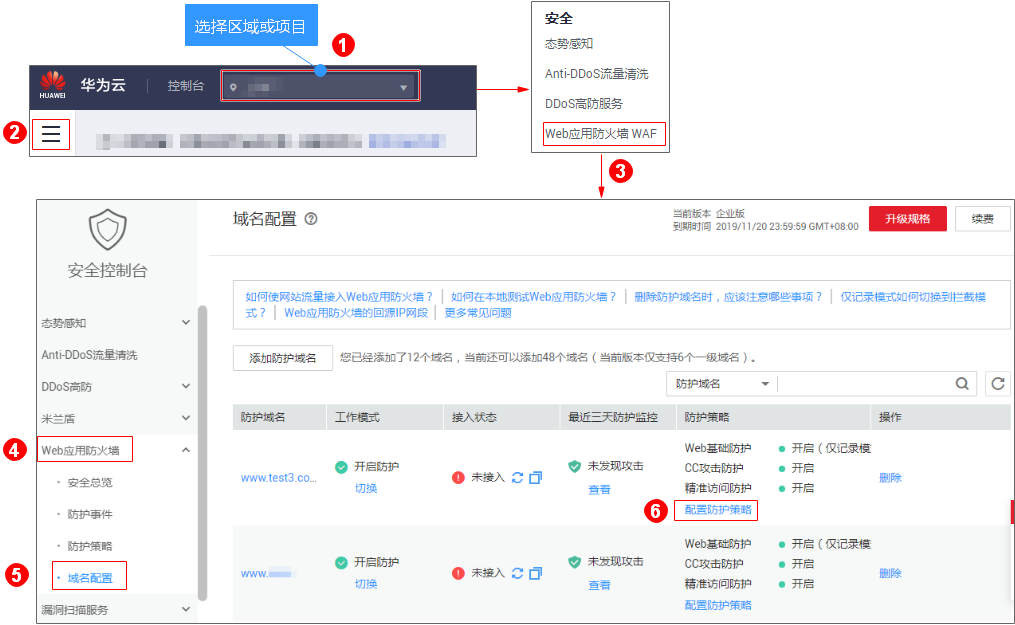 选择区域或项目
1
HUAWEI
华为云
控制台
2
安全
态势感知
Anti-DDoS流量清洗
DDoS高防服务
Web应用防火墙 WAF
3
安全控制台
态势感知
Anti-DDoS流量清洗
DDoS高防
米兰盾
4
Web应用防火墙
安全总览
防护事件
防护策略
5
域名配置
漏洞扫描服务
域名配置
当前版本 企业版
到期时间 2019/11/20 23:59:59 GMT+08:00
升级规格
续费
如何使网站流量接入Web应用防火墙？ 如何在本地测试Web应用防火墙？ 删除防护域名时，应该注意哪些事项？ 仅记录模式如何切换到拦截模
式？ Web应用防火墙的回源IP网段 更多常见问题
添加防护域名 您已经添加了12个域名，当前还可以添加48个域名（当前版本仅支持6个一级域名）。
防护域名
防护域名 工作模式 接入状态 最近三天防护监控 防护策略 操作
www.test3.co... 开启防护 未接入 未发现攻击 删除
切换 查看
Web基础防护 开启（仅记录模
CC攻击防护 开启
精准访问防护 开启
6
配置防护策略
www. 开启防护 未接入 未发现攻击 删除
切换 查看
Web基础防护 开启（仅记录模
CC攻击防护 开启
精准访问防护 开启
配置防护策略